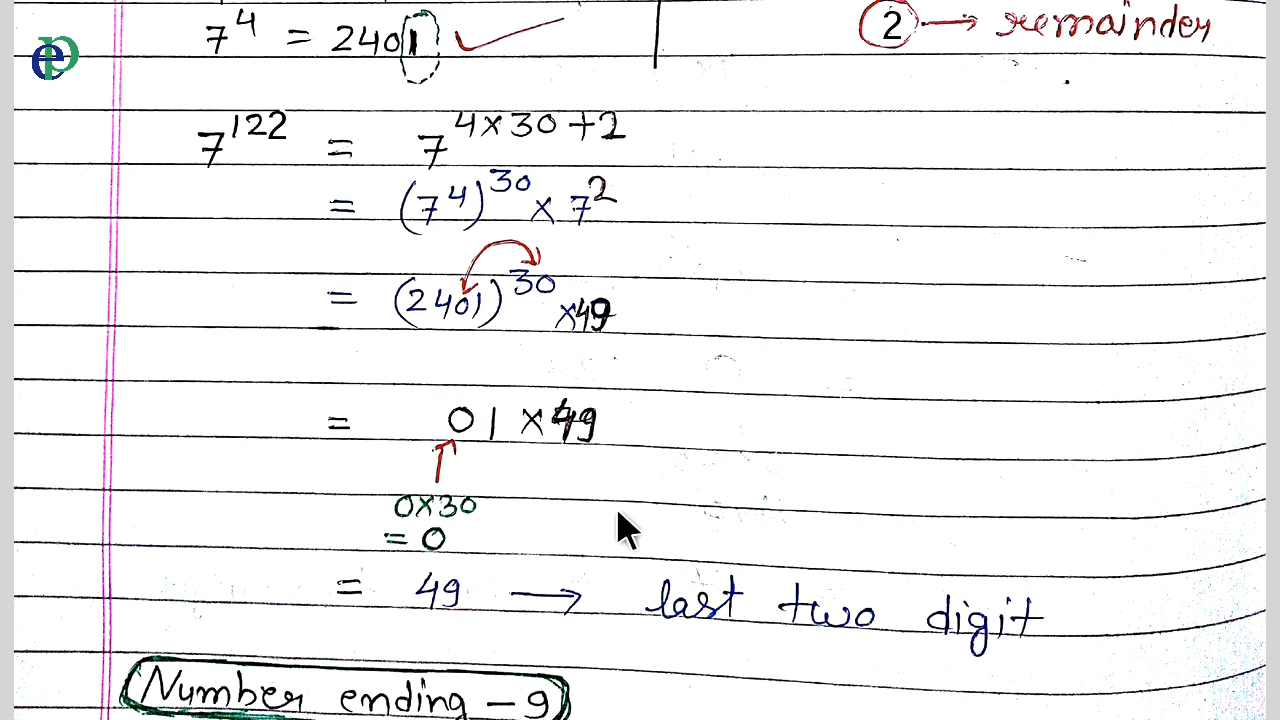 ep
7^4 = 2401
2 → remainder
7^122 = 7^4×30+2
= (7^4)^30 × 7^2
= (2401)^30 ×49
= 01 ×49
0×30
= 0
= 49 → last two digit
Number ending - 9